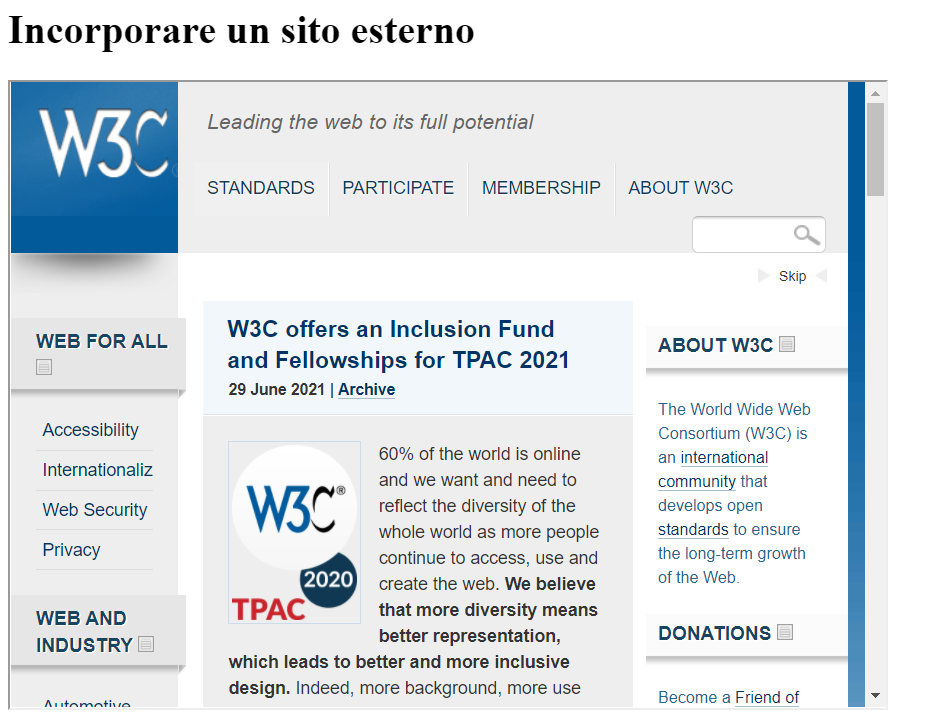 Incorporare un sito esterno
W3C
Leading the web to its full potential
STANDARDS
PARTICIPATE
MEMBERSHIP
ABOUT W3C
Skip
WEB FOR ALL
Accessibility
Internationaliz
Web Security
Privacy
WEB AND
INDUSTRY
Automotive
W3C offers an Inclusion Fund
and Fellowships for TPAC 2021
29 June 2021 | Archive
W3C®
2020
TPAC
60% of the world is online
and we want and need to
reflect the diversity of the
whole world as more people
continue to access, use and
create the web. We believe
that more diversity means
better representation,
which leads to better and more inclusive
design. Indeed, more background, more use
ABOUT W3C
The World Wide Web
Consortium (W3C) is
an international
community that
develops open
standards to ensure
the long-term growth
of the Web.
DONATIONS
Become a Friend of